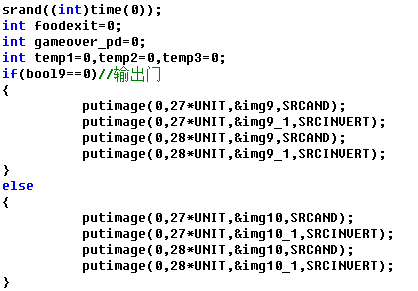 srand((int)time(0));
int foodexit=0;
int gameover_pd=0;
int temp1=0,temp2=0,temp3=0;
if(bool9==0)//输出门
{
putimage(0,27*UNIT,&img9,SRCAND);
putimage(0,27*UNIT,&img9_1,SRCINVERT);
putimage(0,28*UNIT,&img9,SRCAND);
putimage(0,28*UNIT,&img9_1,SRCINVERT);
}
else
{
putimage(0,27*UNIT,&img10,SRCAND);
putimage(0,27*UNIT,&img10_1,SRCINVERT);
putimage(0,28*UNIT,&img10,SRCAND);
putimage(0,28*UNIT,&img10_1,SRCINVERT);
}